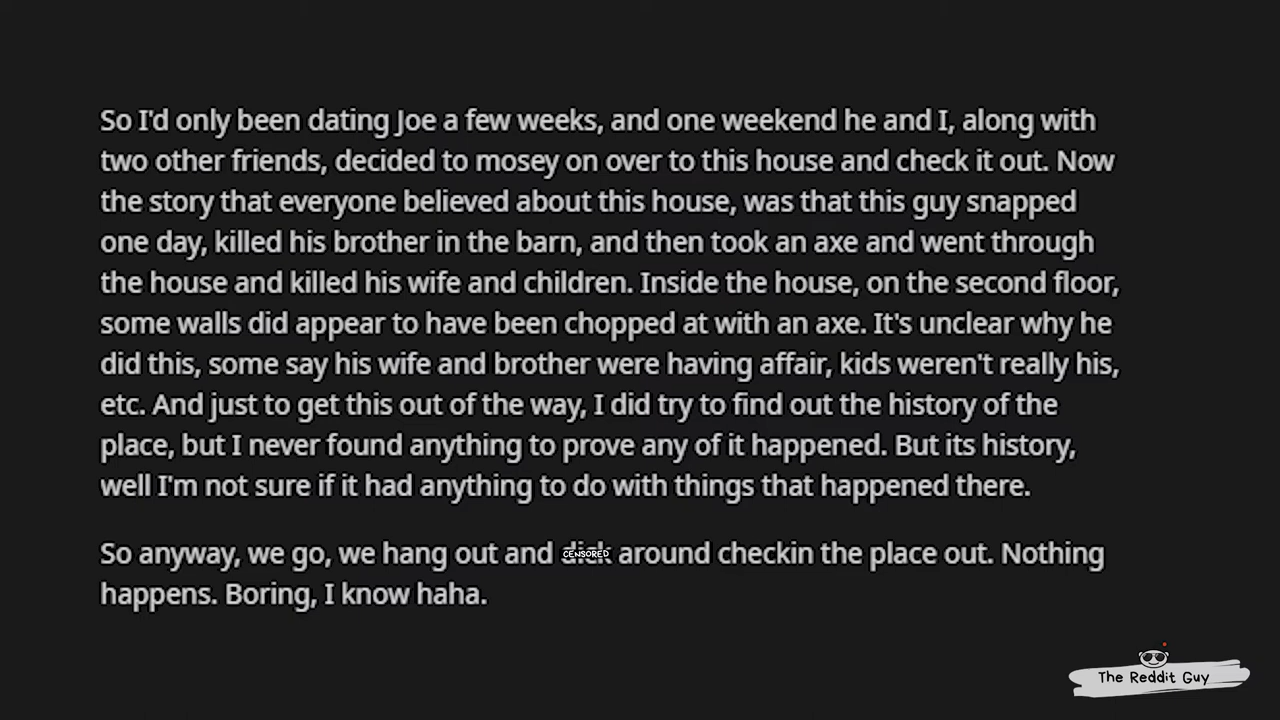 So I'd only been dating Joe a few weeks, and one weekend he and I, along with
two other friends, decided to mosey on over to this house and check it out. Now
the story that everyone believed about this house, was that this guy snapped
one day, killed his brother in the barn, and then took an axe and went through
the house and killed his wife and children. Inside the house, on the second floor,
some walls did appear to have been chopped at with an axe. It's unclear why he
did this, some say his wife and brother were having affair, kids weren't really his,
etc. And just to get this out of the way, I did try to find out the history of the
place, but I never found anything to prove any of it happened. But its history,
well I'm not sure if it had anything to do with things that happened there.
So anyway, we go, we hang out and dick CENSORED around checkin the place out. Nothing
happens. Boring, I know haha.
The Reddit Guy